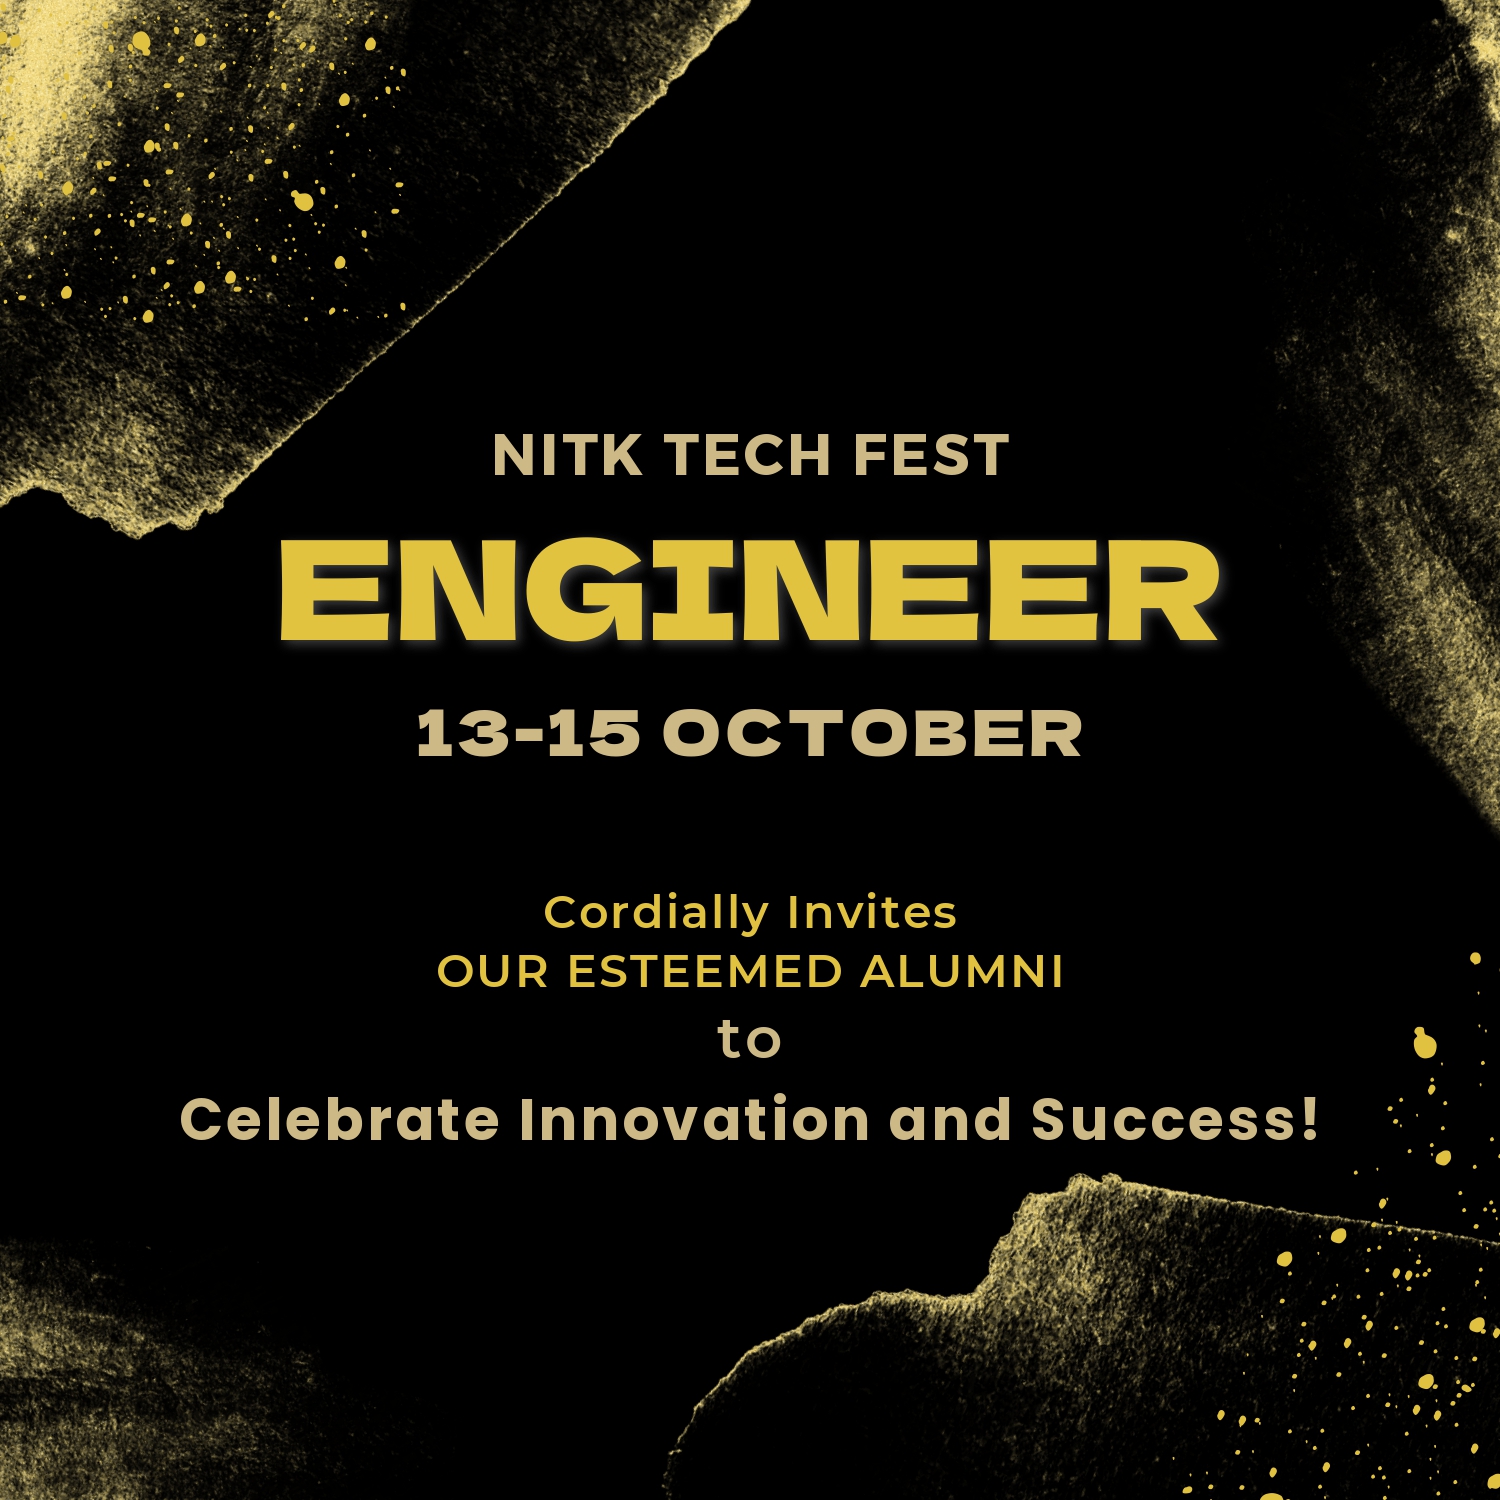 NITK TECH FEST
ENGINEER
13-15 OCTOBER
Cordially Invites
OUR ESTEEMED ALUMNI
to
Celebrate Innovation and Success!